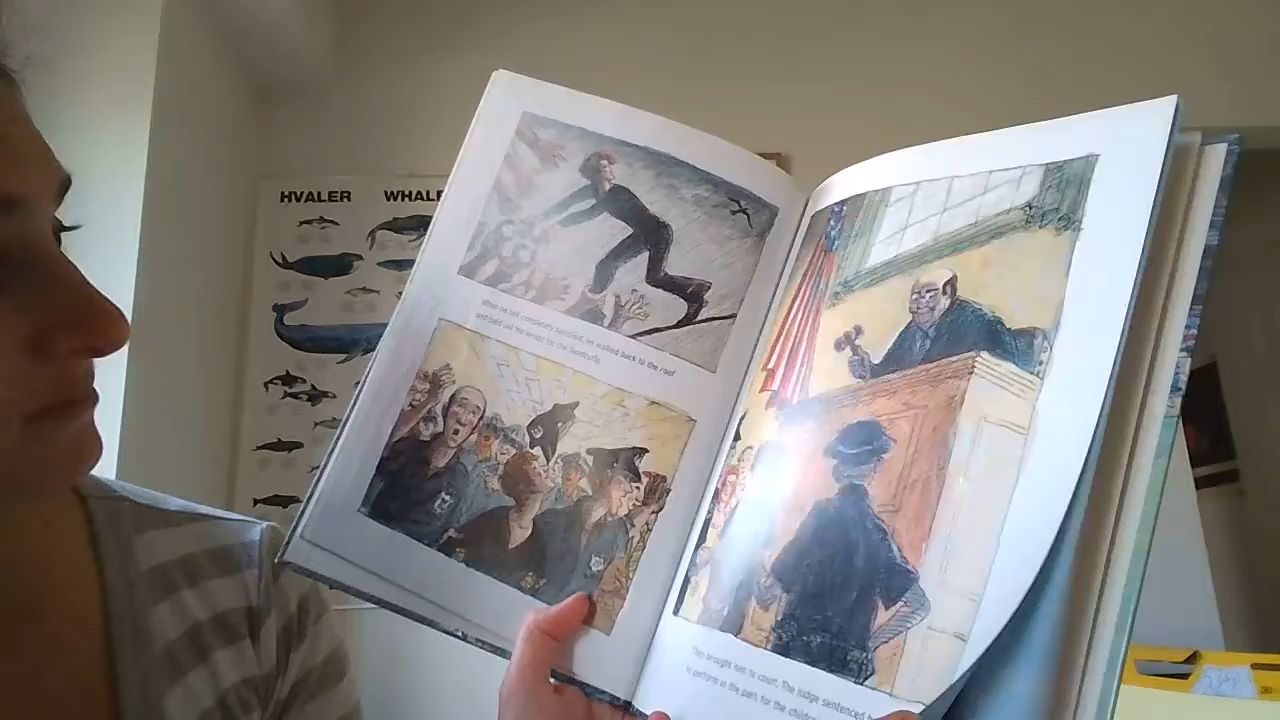 HVALER WHALE
When he felt completely satisfied, he walked back to the roof
and held out his wrists for the handcuffs.
They brought him to court. The judge sentenced h
to perform in the park for the children